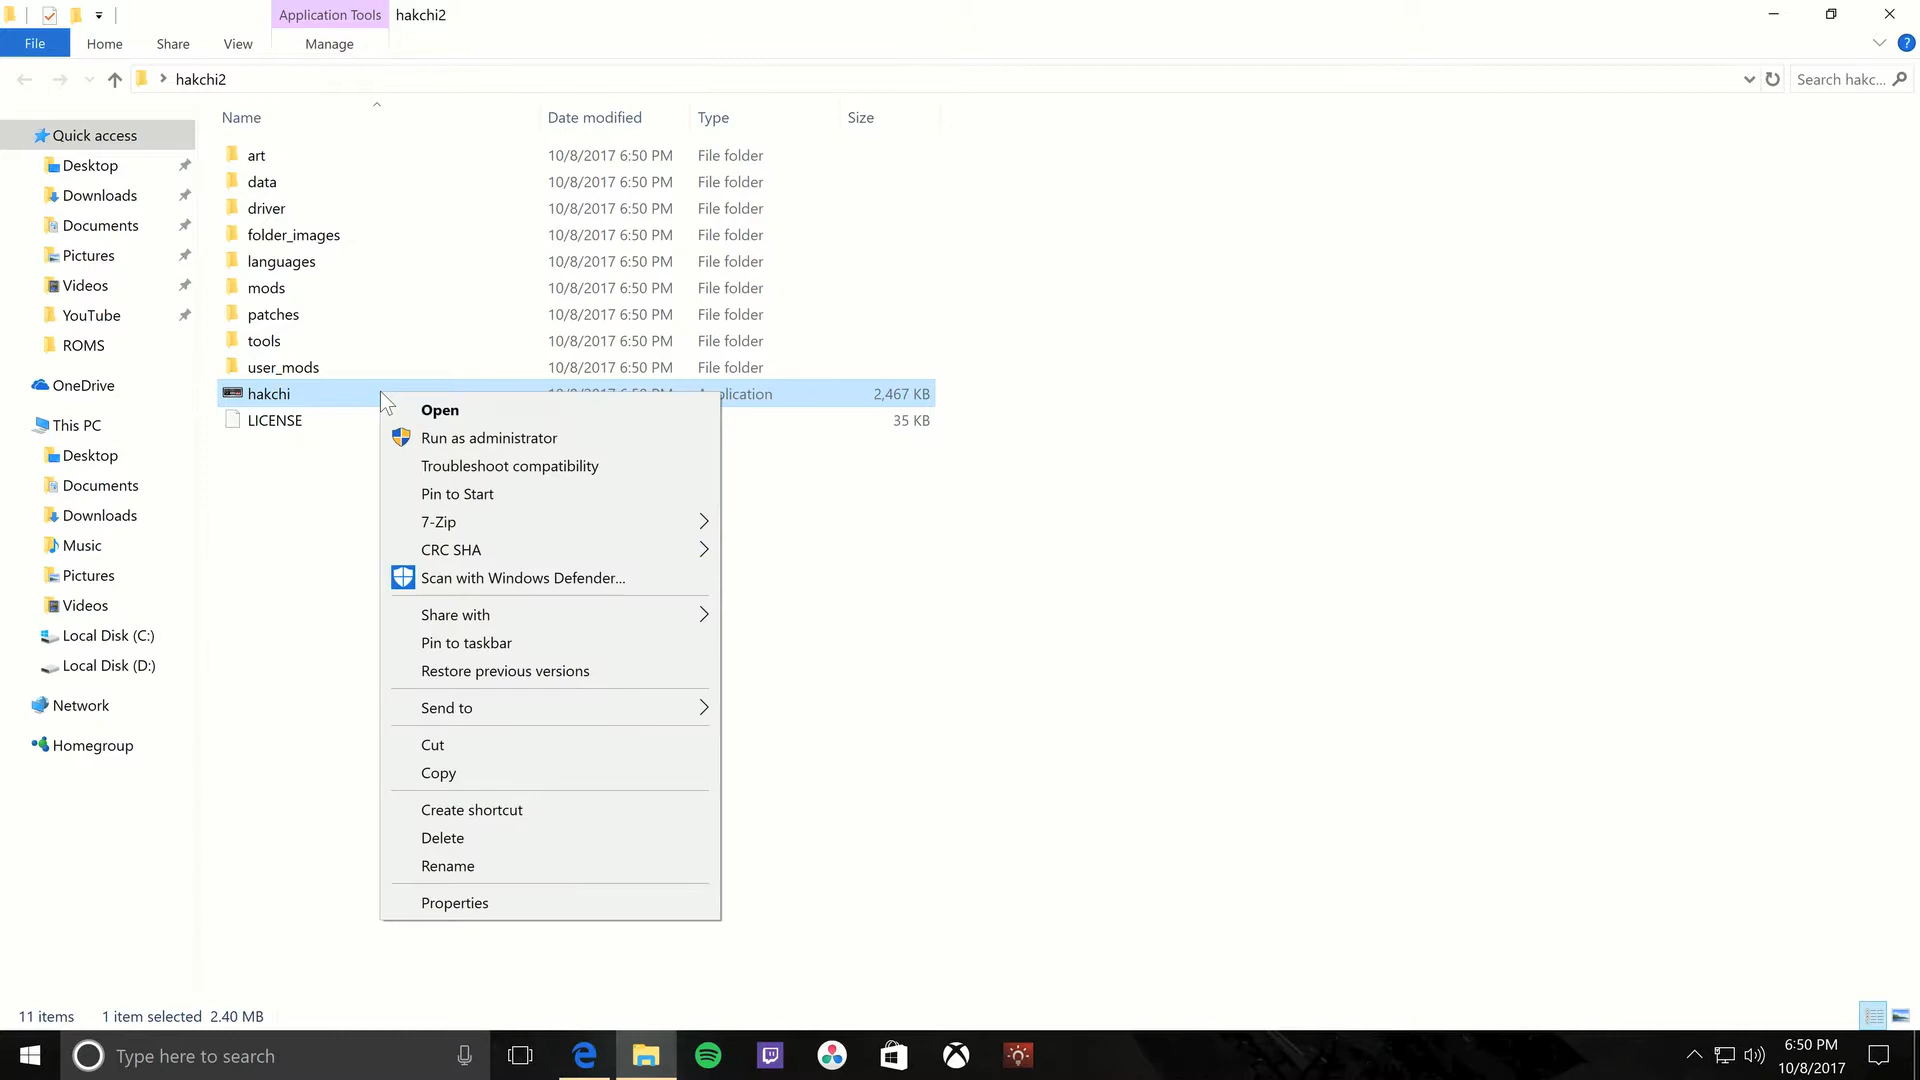 Application Tools
hakchi2
File
Home
Share
View
Manage
hakchi2
Search hakc...
Name
Date modified
Type
Size
Quick access
Desktop
Downloads
Documents
Pictures
Videos
YouTube
ROMS
OneDrive
This PC
Desktop
Documents
Downloads
Music
Pictures
Videos
Local Disk (C:)
Local Disk (D:)
Network
Homegroup
art 10/8/2017 6:50 PM File folder
data 10/8/2017 6:50 PM File folder
driver 10/8/2017 6:50 PM File folder
folder_images 10/8/2017 6:50 PM File folder
languages 10/8/2017 6:50 PM File folder
mods 10/8/2017 6:50 PM File folder
patches 10/8/2017 6:50 PM File folder
tools 10/8/2017 6:50 PM File folder
user_mods 10/8/2017 6:50 PM File folder
hakchi 2,467 KB
LICENSE 35 KB
Open
Run as administrator
Troubleshoot compatibility
Pin to Start
7-Zip
CRC SHA
Scan with Windows Defender...
Share with
Pin to taskbar
Restore previous versions
Send to
Cut
Copy
Create shortcut
Delete
Rename
Properties
11 items 1 item selected 2.40 MB
Type here to search
6:50 PM
10/8/2017